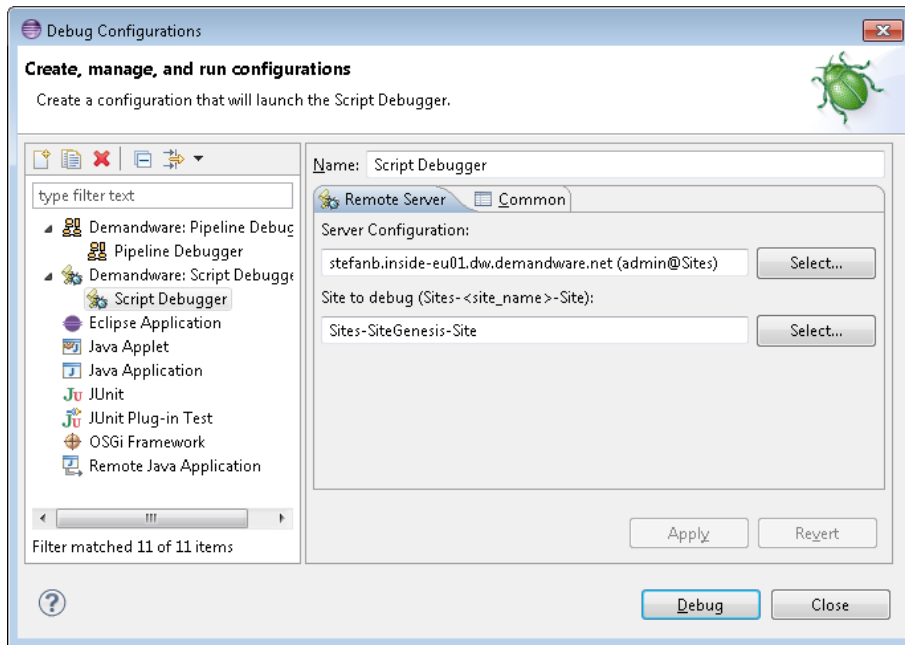 Debug Configurations
Create, manage, and run configurations
Create a configuration that will launch the Script Debugger.
type filter text
Demandware: Pipeline Debug
Pipeline Debugger
Demandware: Script Debugge
Script Debugger
Eclipse Application
Java Applet
Java Application
JUnit
JUnit Plug-in Test
OSGi Framework
Remote Java Application
Filter matched 11 of 11 items
Name: Script Debugger
Remote Server Common
Server Configuration:
stefanb.inside-eu01.dw.demandware.net (admin@Sites) Select...
Site to debug (Sites-<site_name>-Site):
Sites-SiteGenesis-Site Select...
Apply Revert
Debug Close